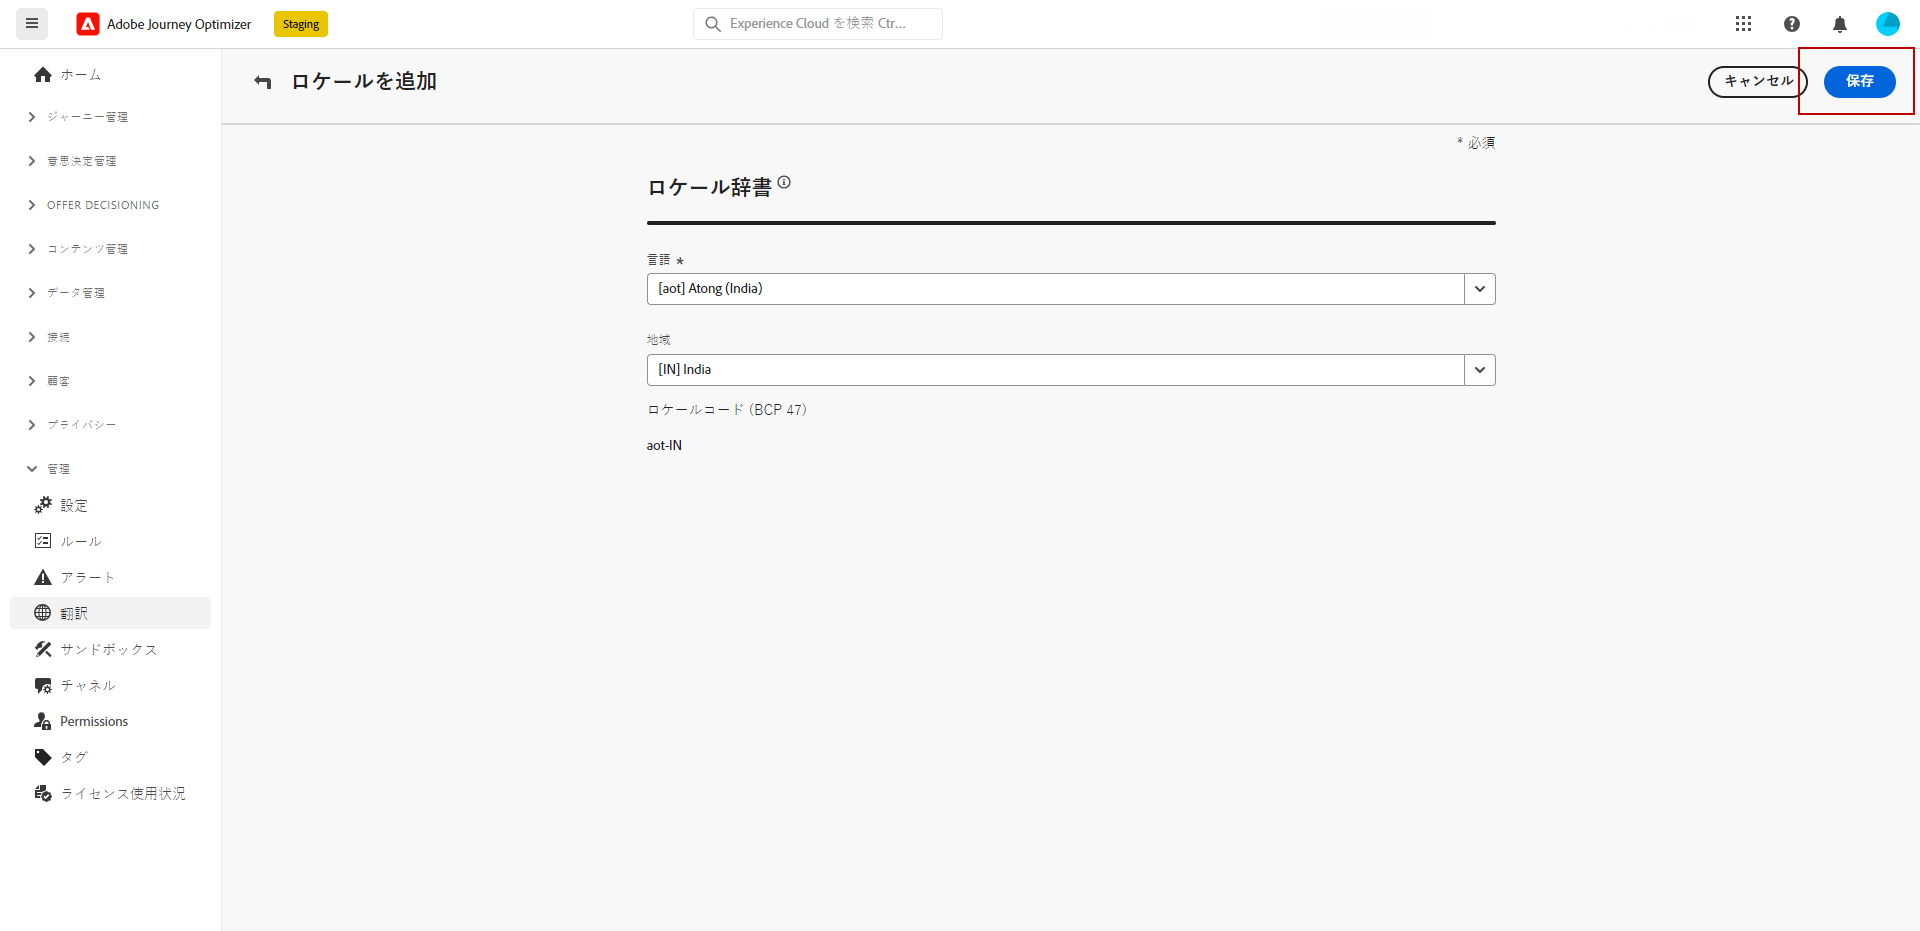 Adobe Journey Optimizer
Staging
Experience Cloud を検索 Ctr...
ホーム
ジャーニー管理
意思決定管理
OFFER DECISIONING
コンテンツ管理
データ管理
接続
顧客
プライバシー
管理
設定
ルール
アラート
翻訳
サンドボックス
チャネル
Permissions
タグ
ライセンス使用状況
ロケールを追加
キャンセル
保存
* 必須
ロケール辞書
言語 *
[aot] Atong (India)
地域
[IN] India
ロケールコード (BCP 47)
aot-IN